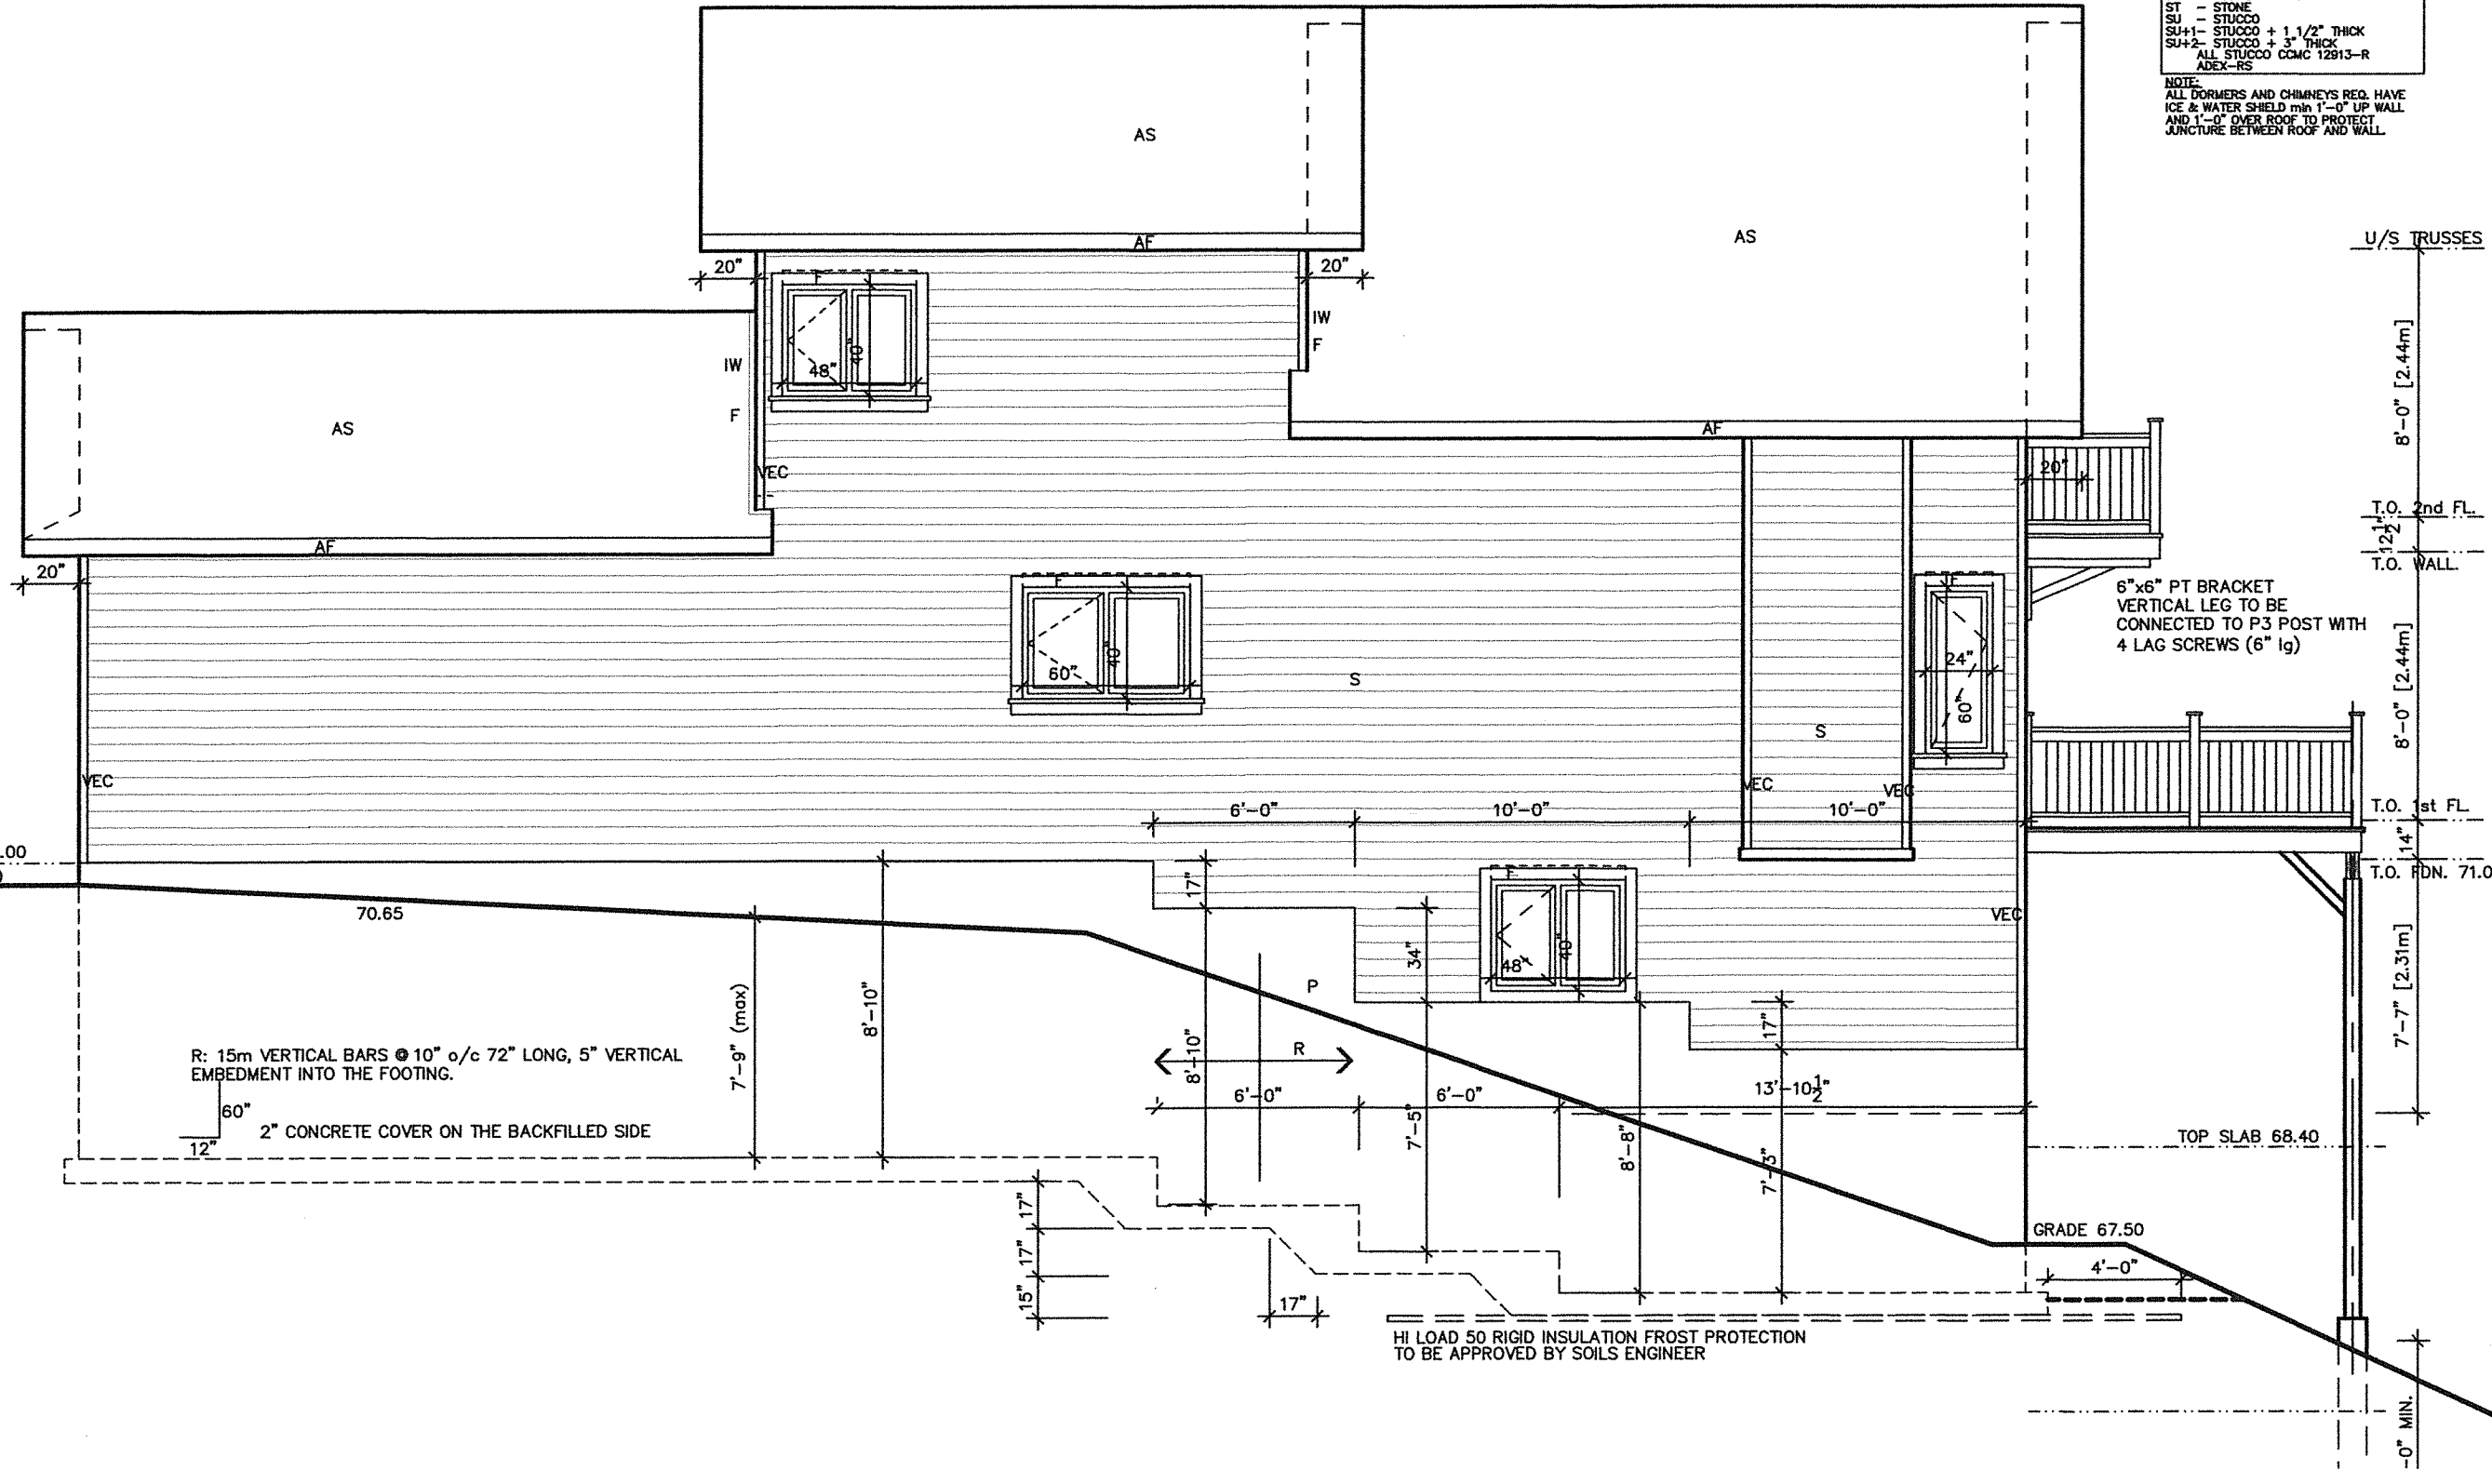 ST - STONE
SU - STUCCO
SU+1- STUCCO + 1 1/2" THICK
SU+2- STUCCO + 3" THICK
ALL STUCCO CCMC 12913-R
ADEX-RS
NOTE:
ALL DORMERS AND CHIMNEYS REQ. HAVE
ICE & WATER SHIELD min 1'-0" UP WALL
AND 1'-0" OVER ROOF TO PROTECT
JUNCTURE BETWEEN ROOF AND WALL
AS
AS
AF
U/S TRUSSES
20"
F
20"
IW
F
48"
40"
IW
F
AS
8'-0" [2.44m]
AF
VEC
20"
T.O. 2nd FL.
12 1/2"
T.O. WALL.
AF
20"
F
F
6"x6" PT BRACKET
VERTICAL LEG TO BE
CONNECTED TO P3 POST WITH
4 LAG SCREWS (6" lg)
60"
40"
S
24"
60"
8'-0" [2.44m]
S
VEC
VEC
VEC
6'-0"
10'-0"
10'-0"
T.O. 1st FL.
14"
T.O. FDN. 71.0
.00
70.65
17"
F
48"
40"
VEC
34"
8'-10"
7'-9" (max)
P
17"
7'-7" [2.31m]
R: 15m VERTICAL BARS @ 10" o/c 72" LONG, 5" VERTICAL
EMBEDMENT INTO THE FOOTING.
60"
12"
2" CONCRETE COVER ON THE BACKFILLED SIDE
8'-10"
R
6'-0"
6'-0"
13'-10 1/2"
7'-5"
8'-8"
7'-3"
TOP SLAB 68.40
17"
17"
15"
17"
GRADE 67.50
4'-0"
HI LOAD 50 RIGID INSULATION FROST PROTECTION
TO BE APPROVED BY SOILS ENGINEER
-0" MIN.